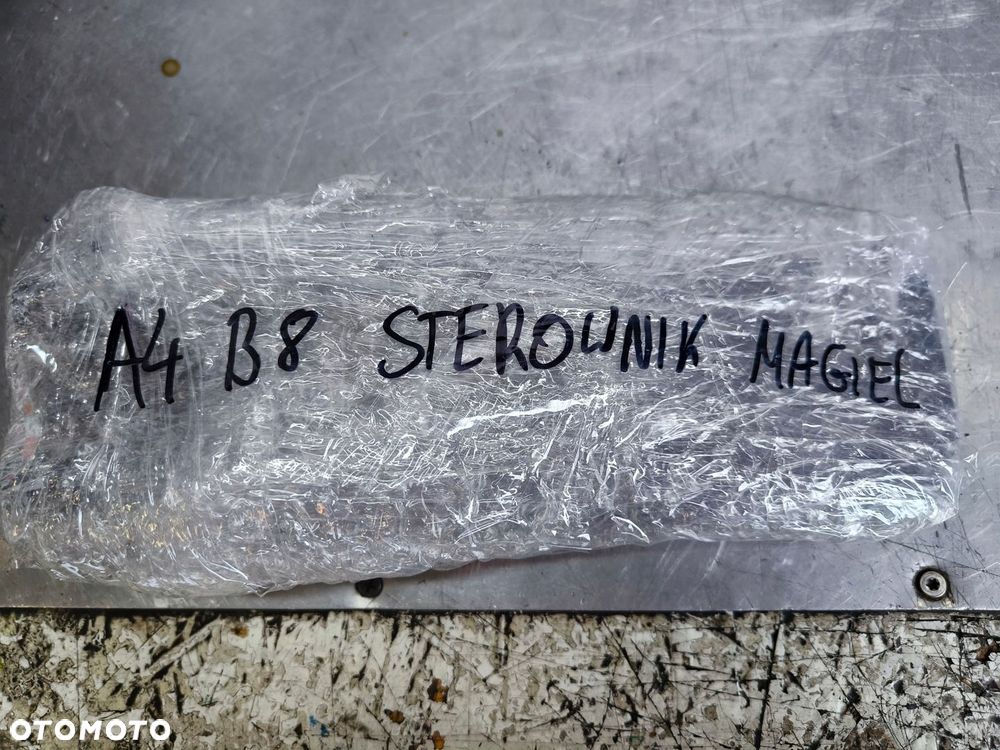 A4 B8 STEROWNIK MAGIEL
OTOMOTO